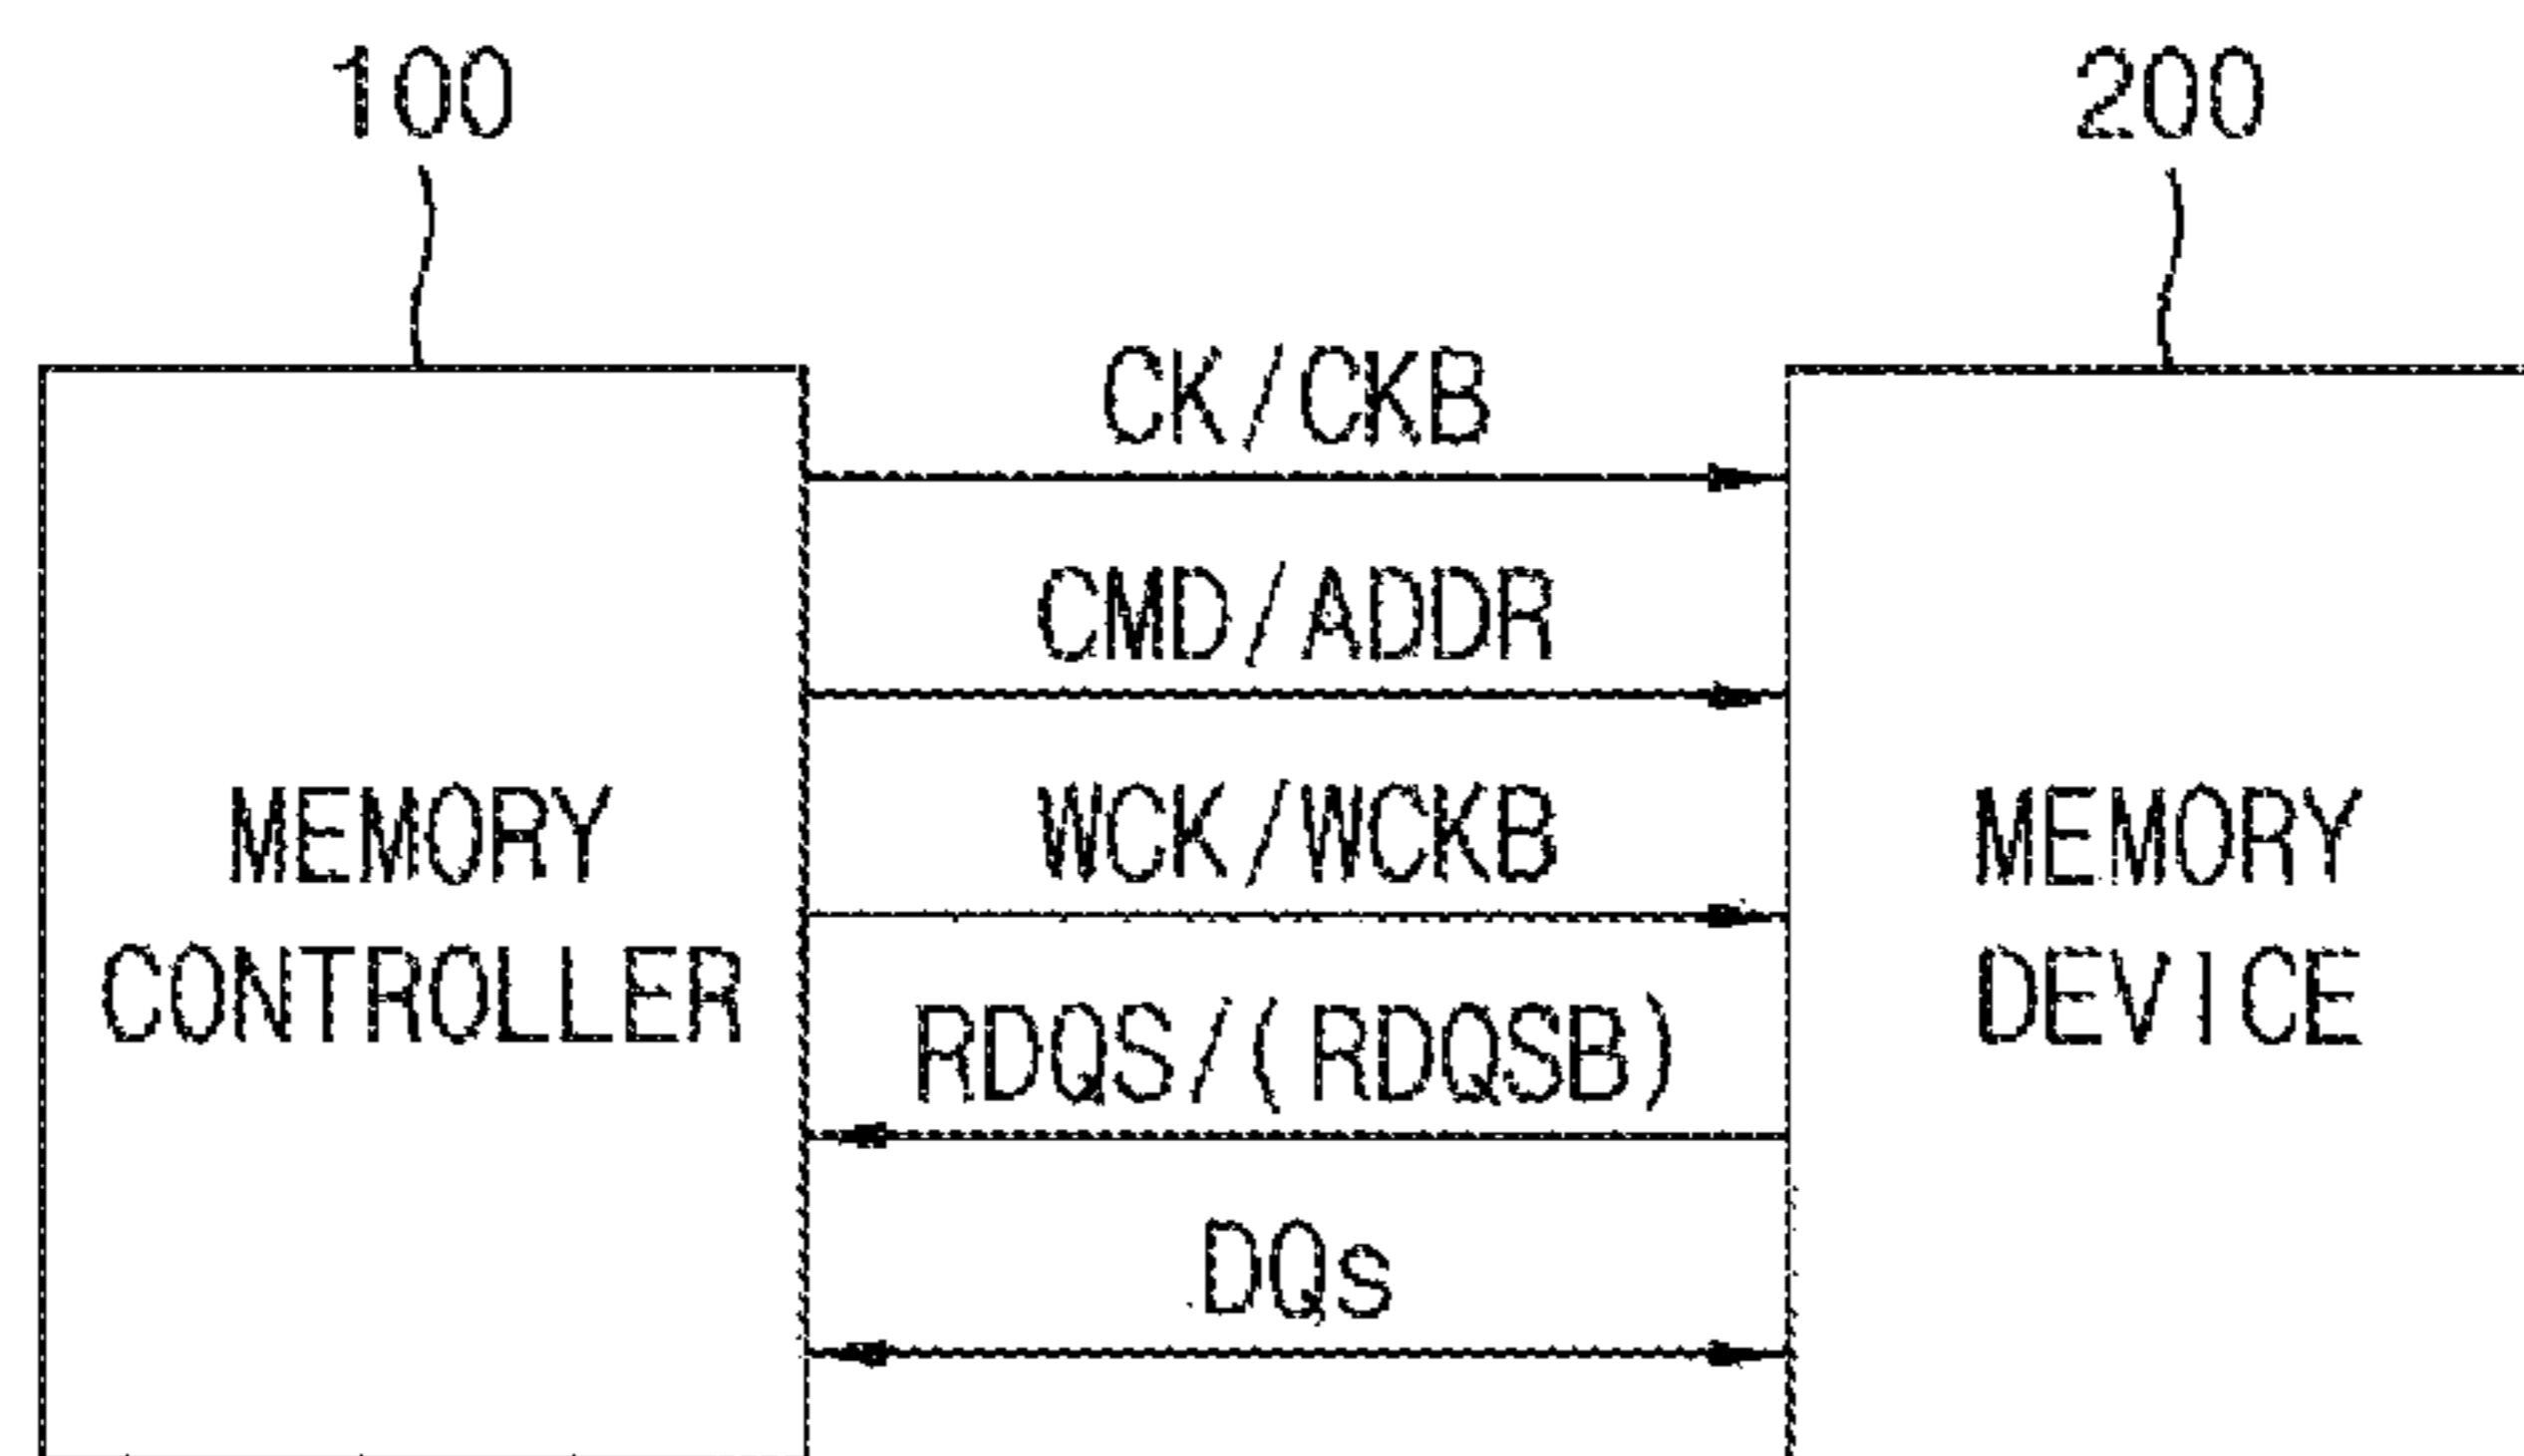 100
200
CK/CKB
CMD/ADDR
WCK/WCKB
RDQS/(RDQSB)
DQs
MEMORY
CONTROLLER
MEMORY
DEVICE